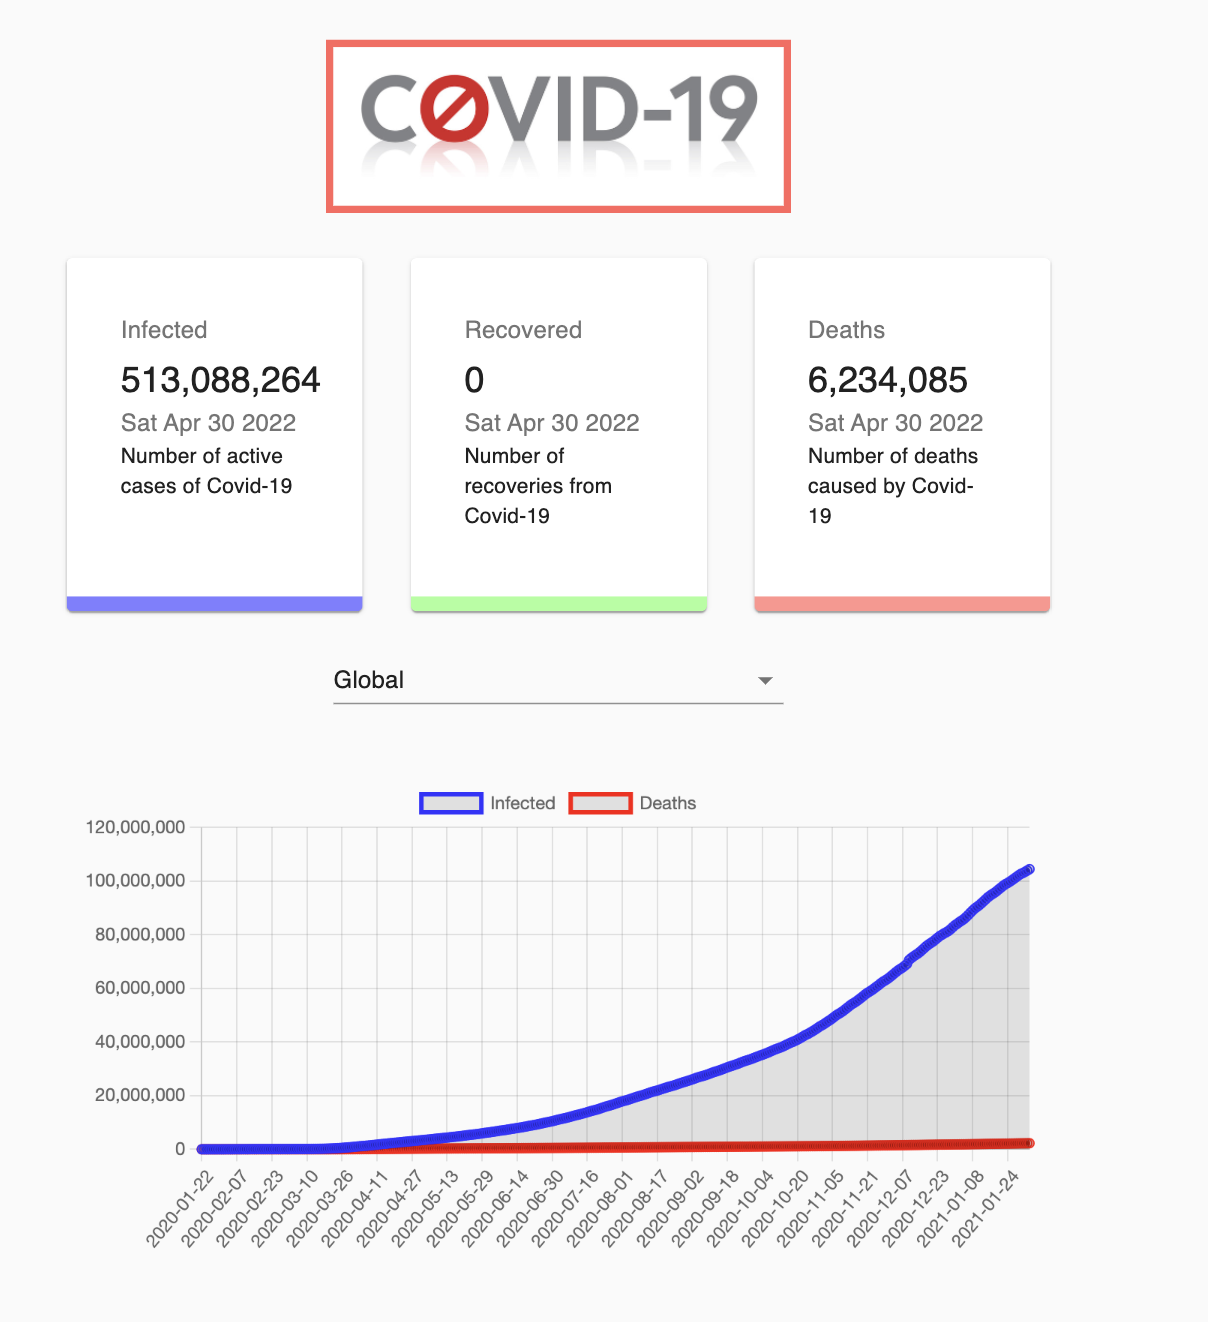 COVID-19
Infected
513,088,264
Sat Apr 30 2022
Number of active
cases of Covid-19
Recovered
0
Sat Apr 30 2022
Number of
recoveries from
Covid-19
Deaths
6,234,085
Sat Apr 30 2022
Number of deaths
caused by Covid-
19
Global
Infected
Deaths
120,000,000
100,000,000
80,000,000
60,000,000
40,000,000
20,000,000
0
2020-01-22
2020-02-07
2020-02-23
2020-03-10
2020-03-26
2020-04-11
2020-04-27
2020-05-13
2020-05-29
2020-06-14
2020-06-30
2020-07-16
2020-08-01
2020-08-17
2020-09-02
2020-09-18
2020-10-04
2020-10-20
2020-11-05
2020-11-21
2020-12-07
2020-12-23
2021-01-08
2021-01-24